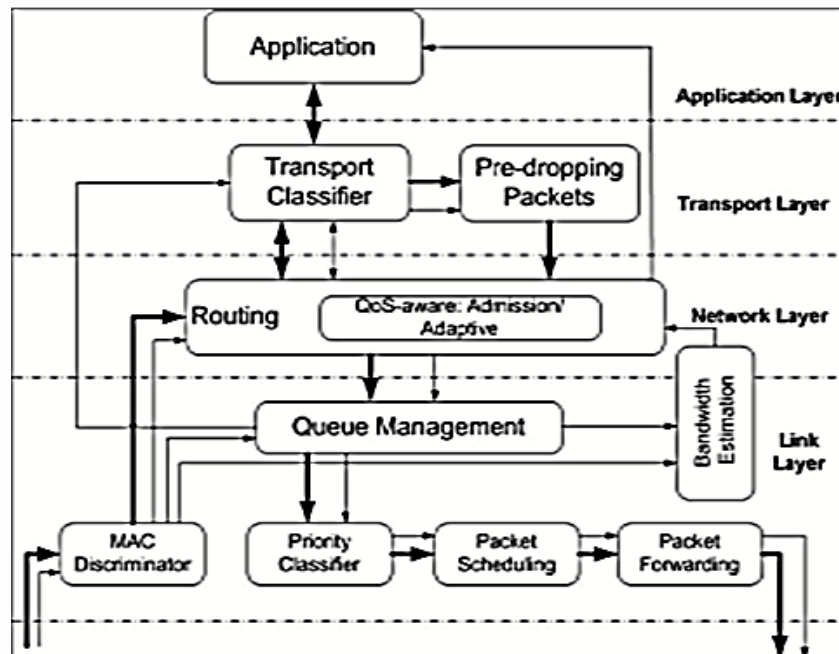 Application
Application Layer
Transport
Classifier
Pre-dropping
Packets
Transport Layer
Routing
QoS-aware: Admission/
Adaptive
Network Layer
Queue Management
Bandwidth
Estimation
Link
Layer
MAC
Discriminator
Priority
Classifier
Packet
Scheduling
Packet
Forwarding